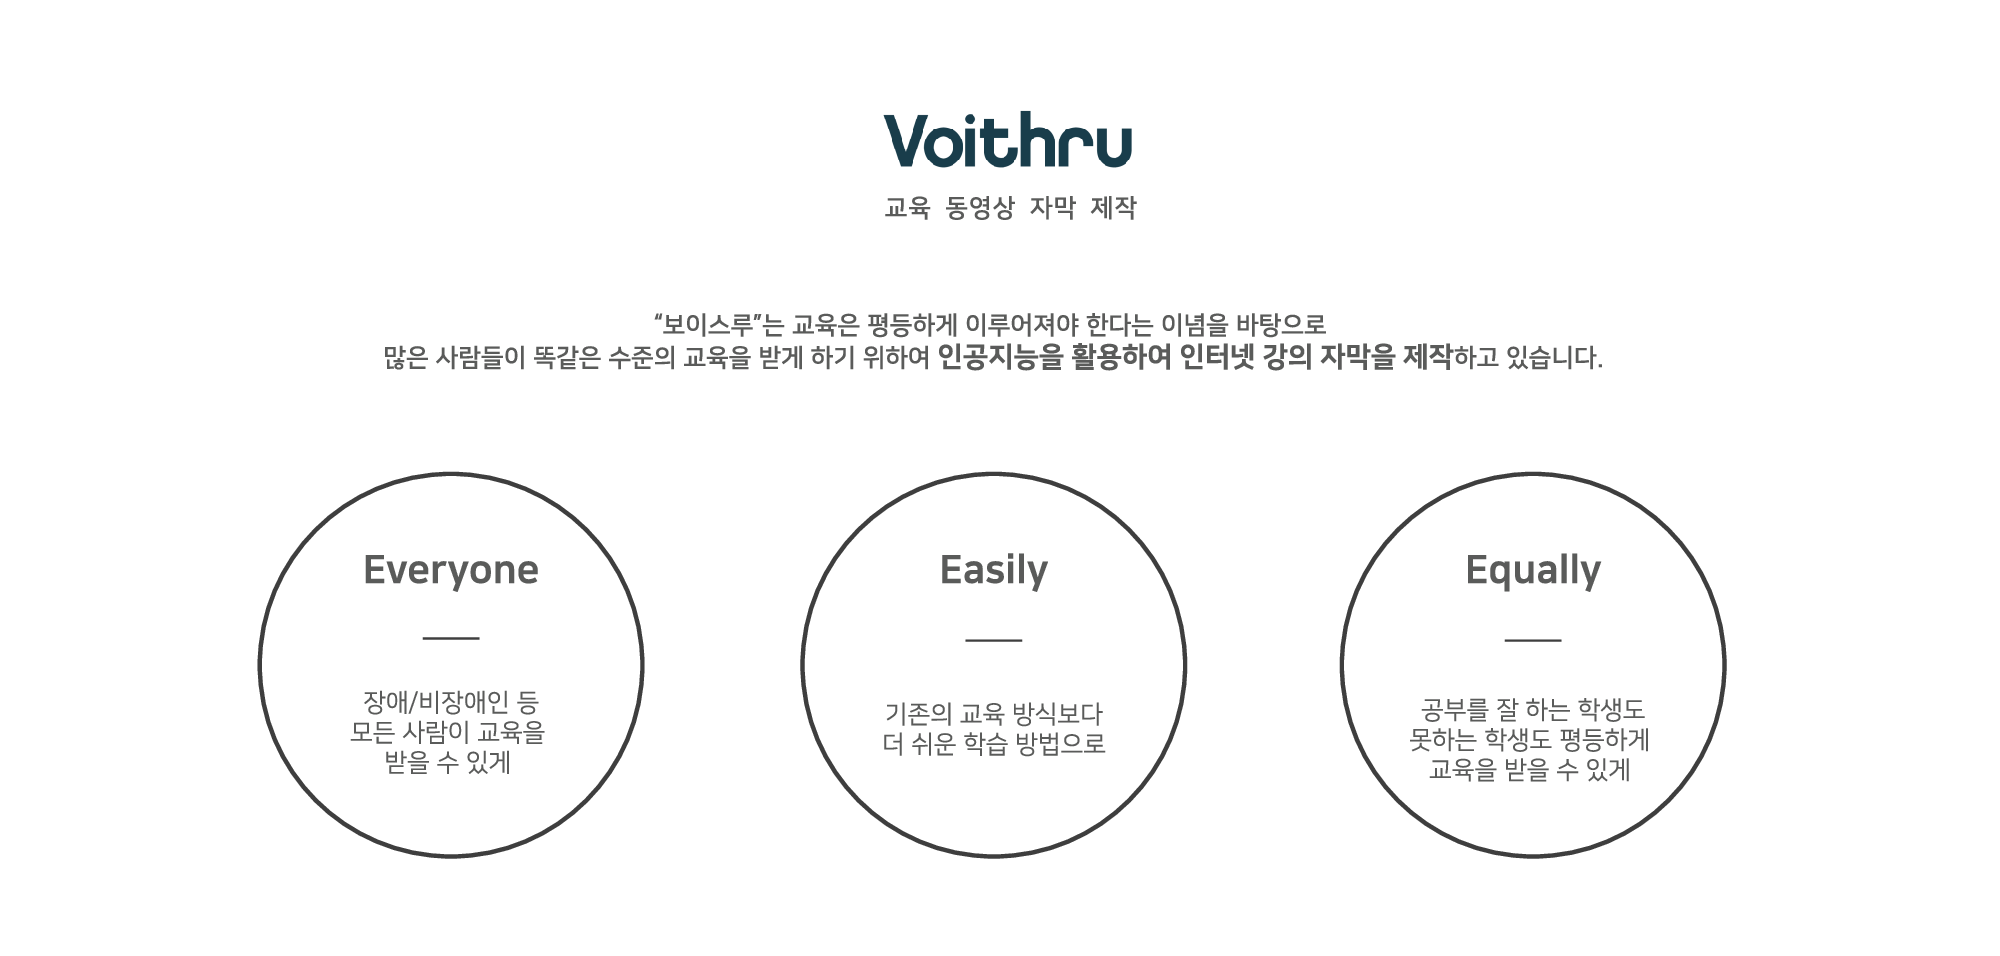 Voithru
교육 동영상 자막 제작
“보이스루”는 교육은 평등하게 이루어져야 한다는 이념을 바탕으로
많은 사람들이 똑같은 수준의 교육을 받게 하기 위하여 인공지능을 활용하여 인터넷 강의 자막을 제작하고 있습니다.
Everyone
장애/비장애인 등
모든 사람이 교육을
받을 수 있게
Easily
기존의 교육 방식보다
더 쉬운 학습 방법으로
Equally
공부를 잘 하는 학생도
못하는 학생도 평등하게
교육을 받을 수 있게